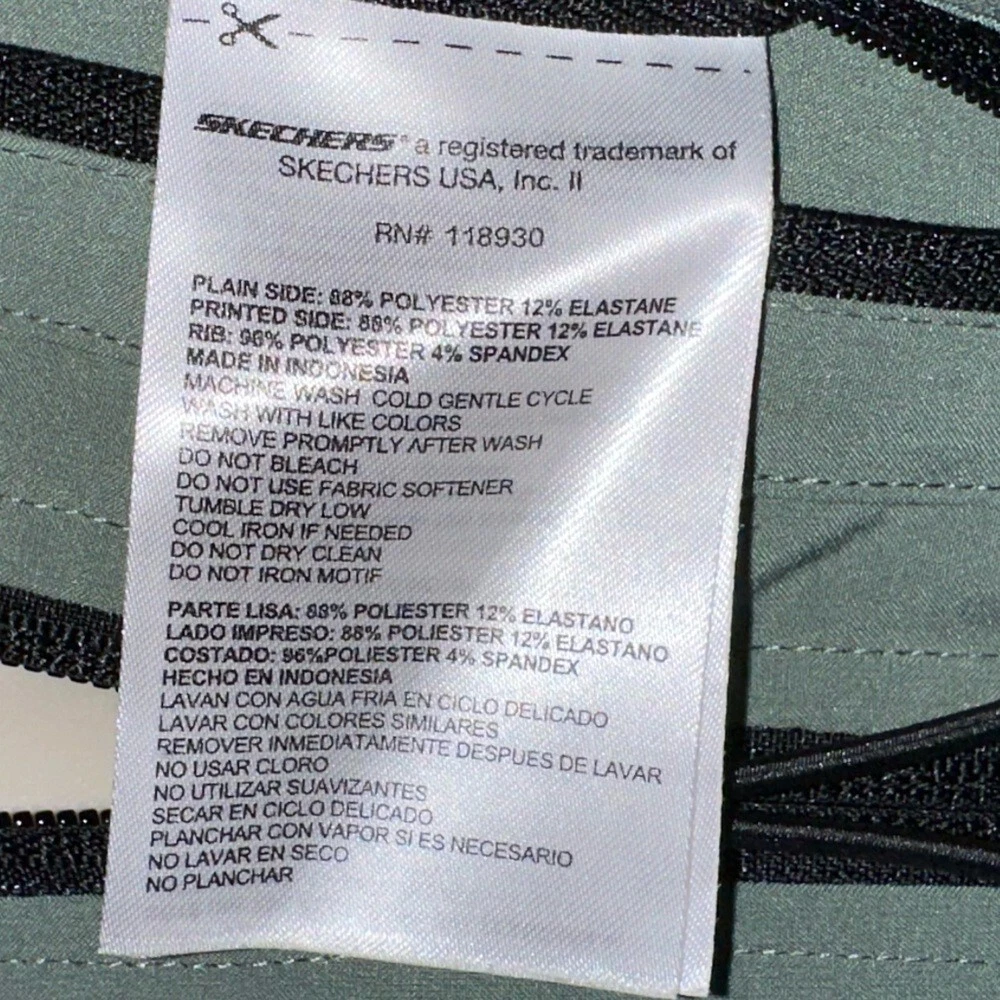 SKECHERS® a registered trademark of
SKECHERS USA, Inc. II
RN# 118930
PLAIN SIDE: 88% POLYESTER 12% ELASTANE
PRINTED SIDE: 88% POLYESTER 12% ELASTANE
RIB: 96% POLYESTER 4% SPANDEX
MADE IN INDONESIA
MACHINE WASH COLD GENTLE CYCLE
WASH WITH LIKE COLORS
REMOVE PROMPTLY AFTER WASH
DO NOT BLEACH
DO NOT USE FABRIC SOFTENER
TUMBLE DRY LOW
COOL IRON IF NEEDED
DO NOT DRY CLEAN
DO NOT IRON MOTIF
PARTE LISA: 88% POLIESTER 12% ELASTANO
LADO IMPRESO: 88% POLIESTER 12% ELASTANO
COSTADO: 96%POLIESTER 4% SPANDEX
HECHO EN INDONESIA
LAVAN CON AGUA FRIA EN CICLO DELICADO
LAVAR CON COLORES SIMILARES
REMOVER INMEDIATAMENTE DESPUES DE LAVAR
NO USAR CLORO
NO UTILIZAR SUAVIZANTES
SECAR EN CICLO DELICADO
PLANCHAR CON VAPOR SI ES NECESARIO
NO LAVAR EN SECO
NO PLANCHAR